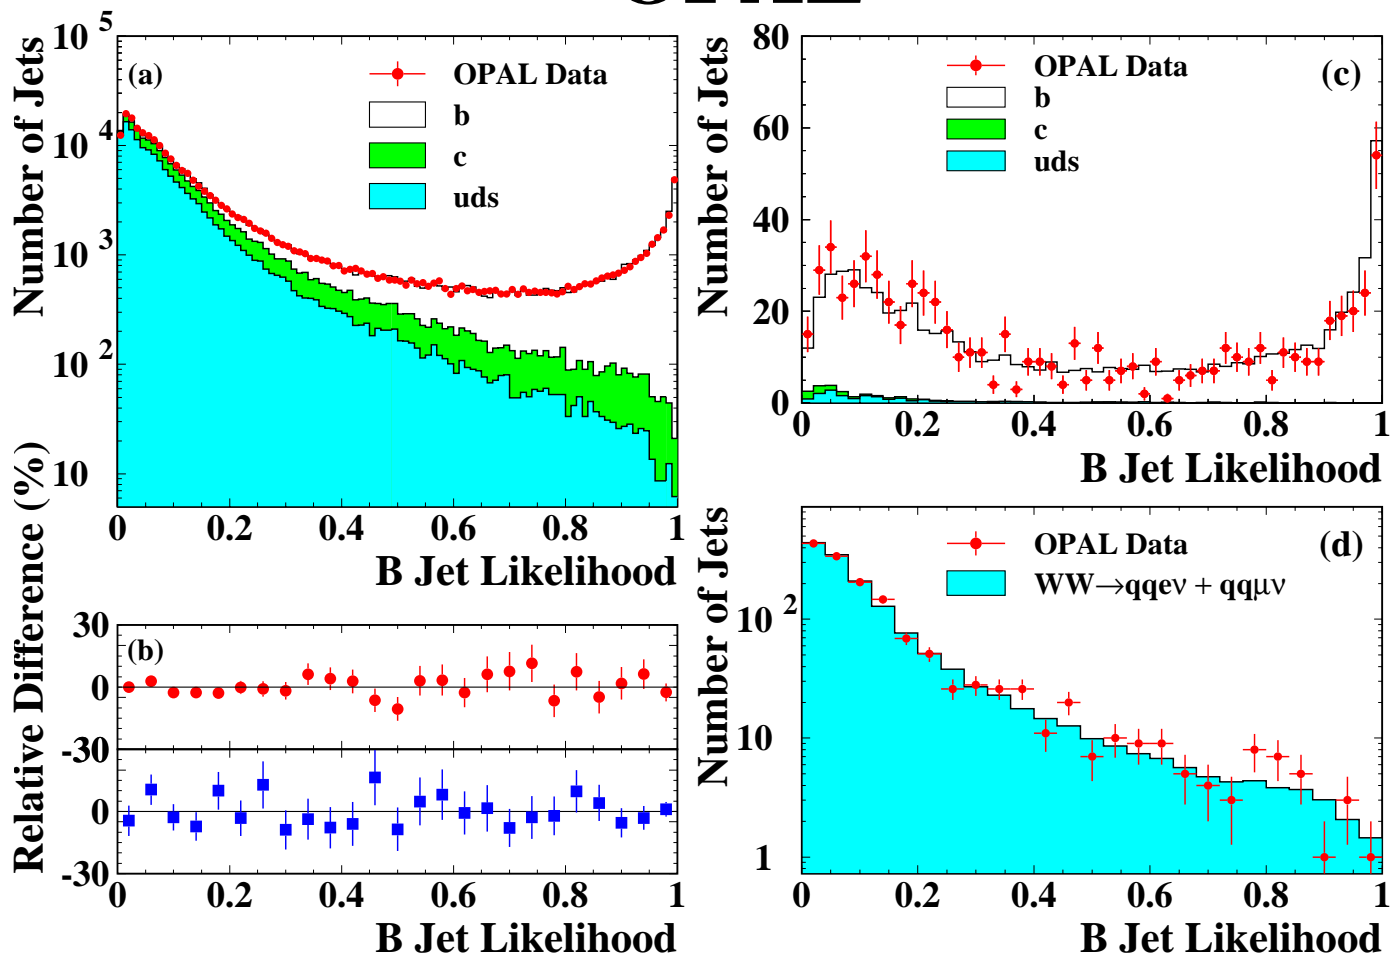 OPAL
(a)
OPAL Data
b
c
uds
Number of Jets
10 5
10 4
10 3
10 2
10
0 0.2 0.4 0.6 0.8 1
B Jet Likelihood
(b)
Relative Difference (%)
30
0
-30
0
-30
0 0.2 0.4 0.6 0.8 1
B Jet Likelihood
(c)
OPAL Data
b
c
uds
Number of Jets
80
60
40
20
0
0 0.2 0.4 0.6 0.8 1
B Jet Likelihood
(d)
OPAL Data
WW→qqeν + qqμν
Number of Jets
10 2
10
1
0 0.2 0.4 0.6 0.8 1
B Jet Likelihood